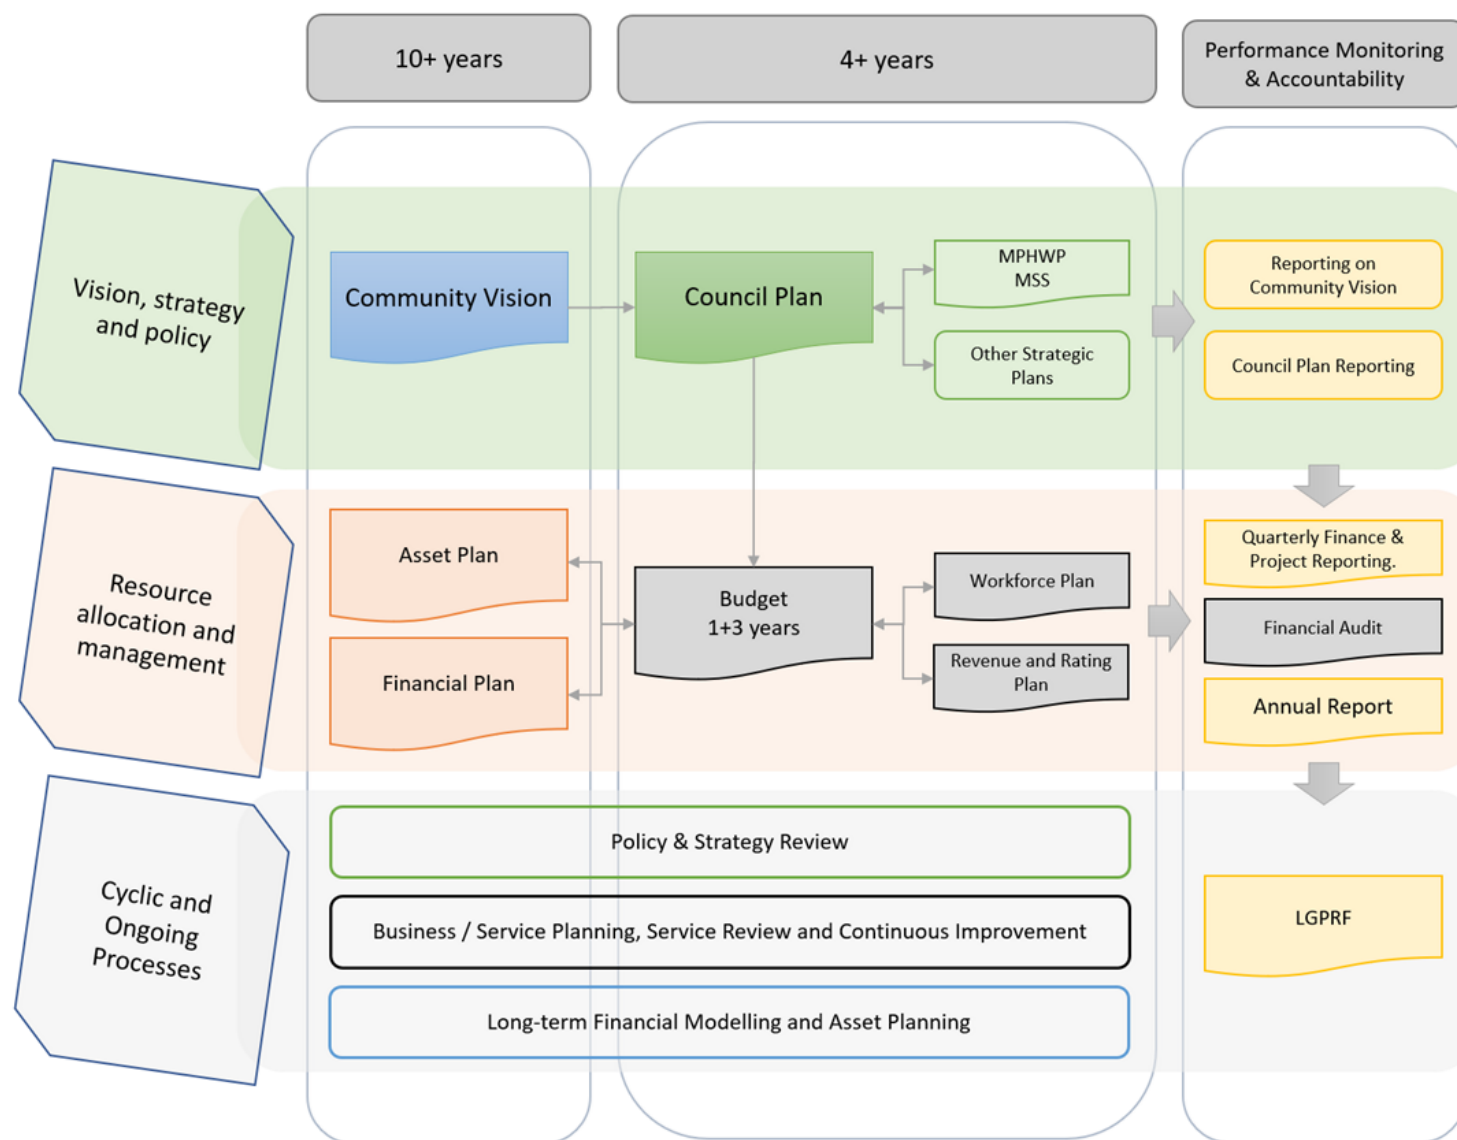 10+ years
4+ years
Performance Monitoring
& Accountability
Vision, strategy
and policy
Community Vision
Council Plan
MPHWP
MSS
Other Strategic
Plans
Reporting on
Community Vision
Council Plan Reporting
Resource
allocation and
management
Asset Plan
Financial Plan
Budget
1+3 years
Workforce Plan
Revenue and Rating
Plan
Quarterly Finance &
Project Reporting.
Financial Audit
Annual Report
Cyclic and
Ongoing
Processes
Policy & Strategy Review
Business / Service Planning, Service Review and Continuous Improvement
Long-term Financial Modelling and Asset Planning
LGPRF